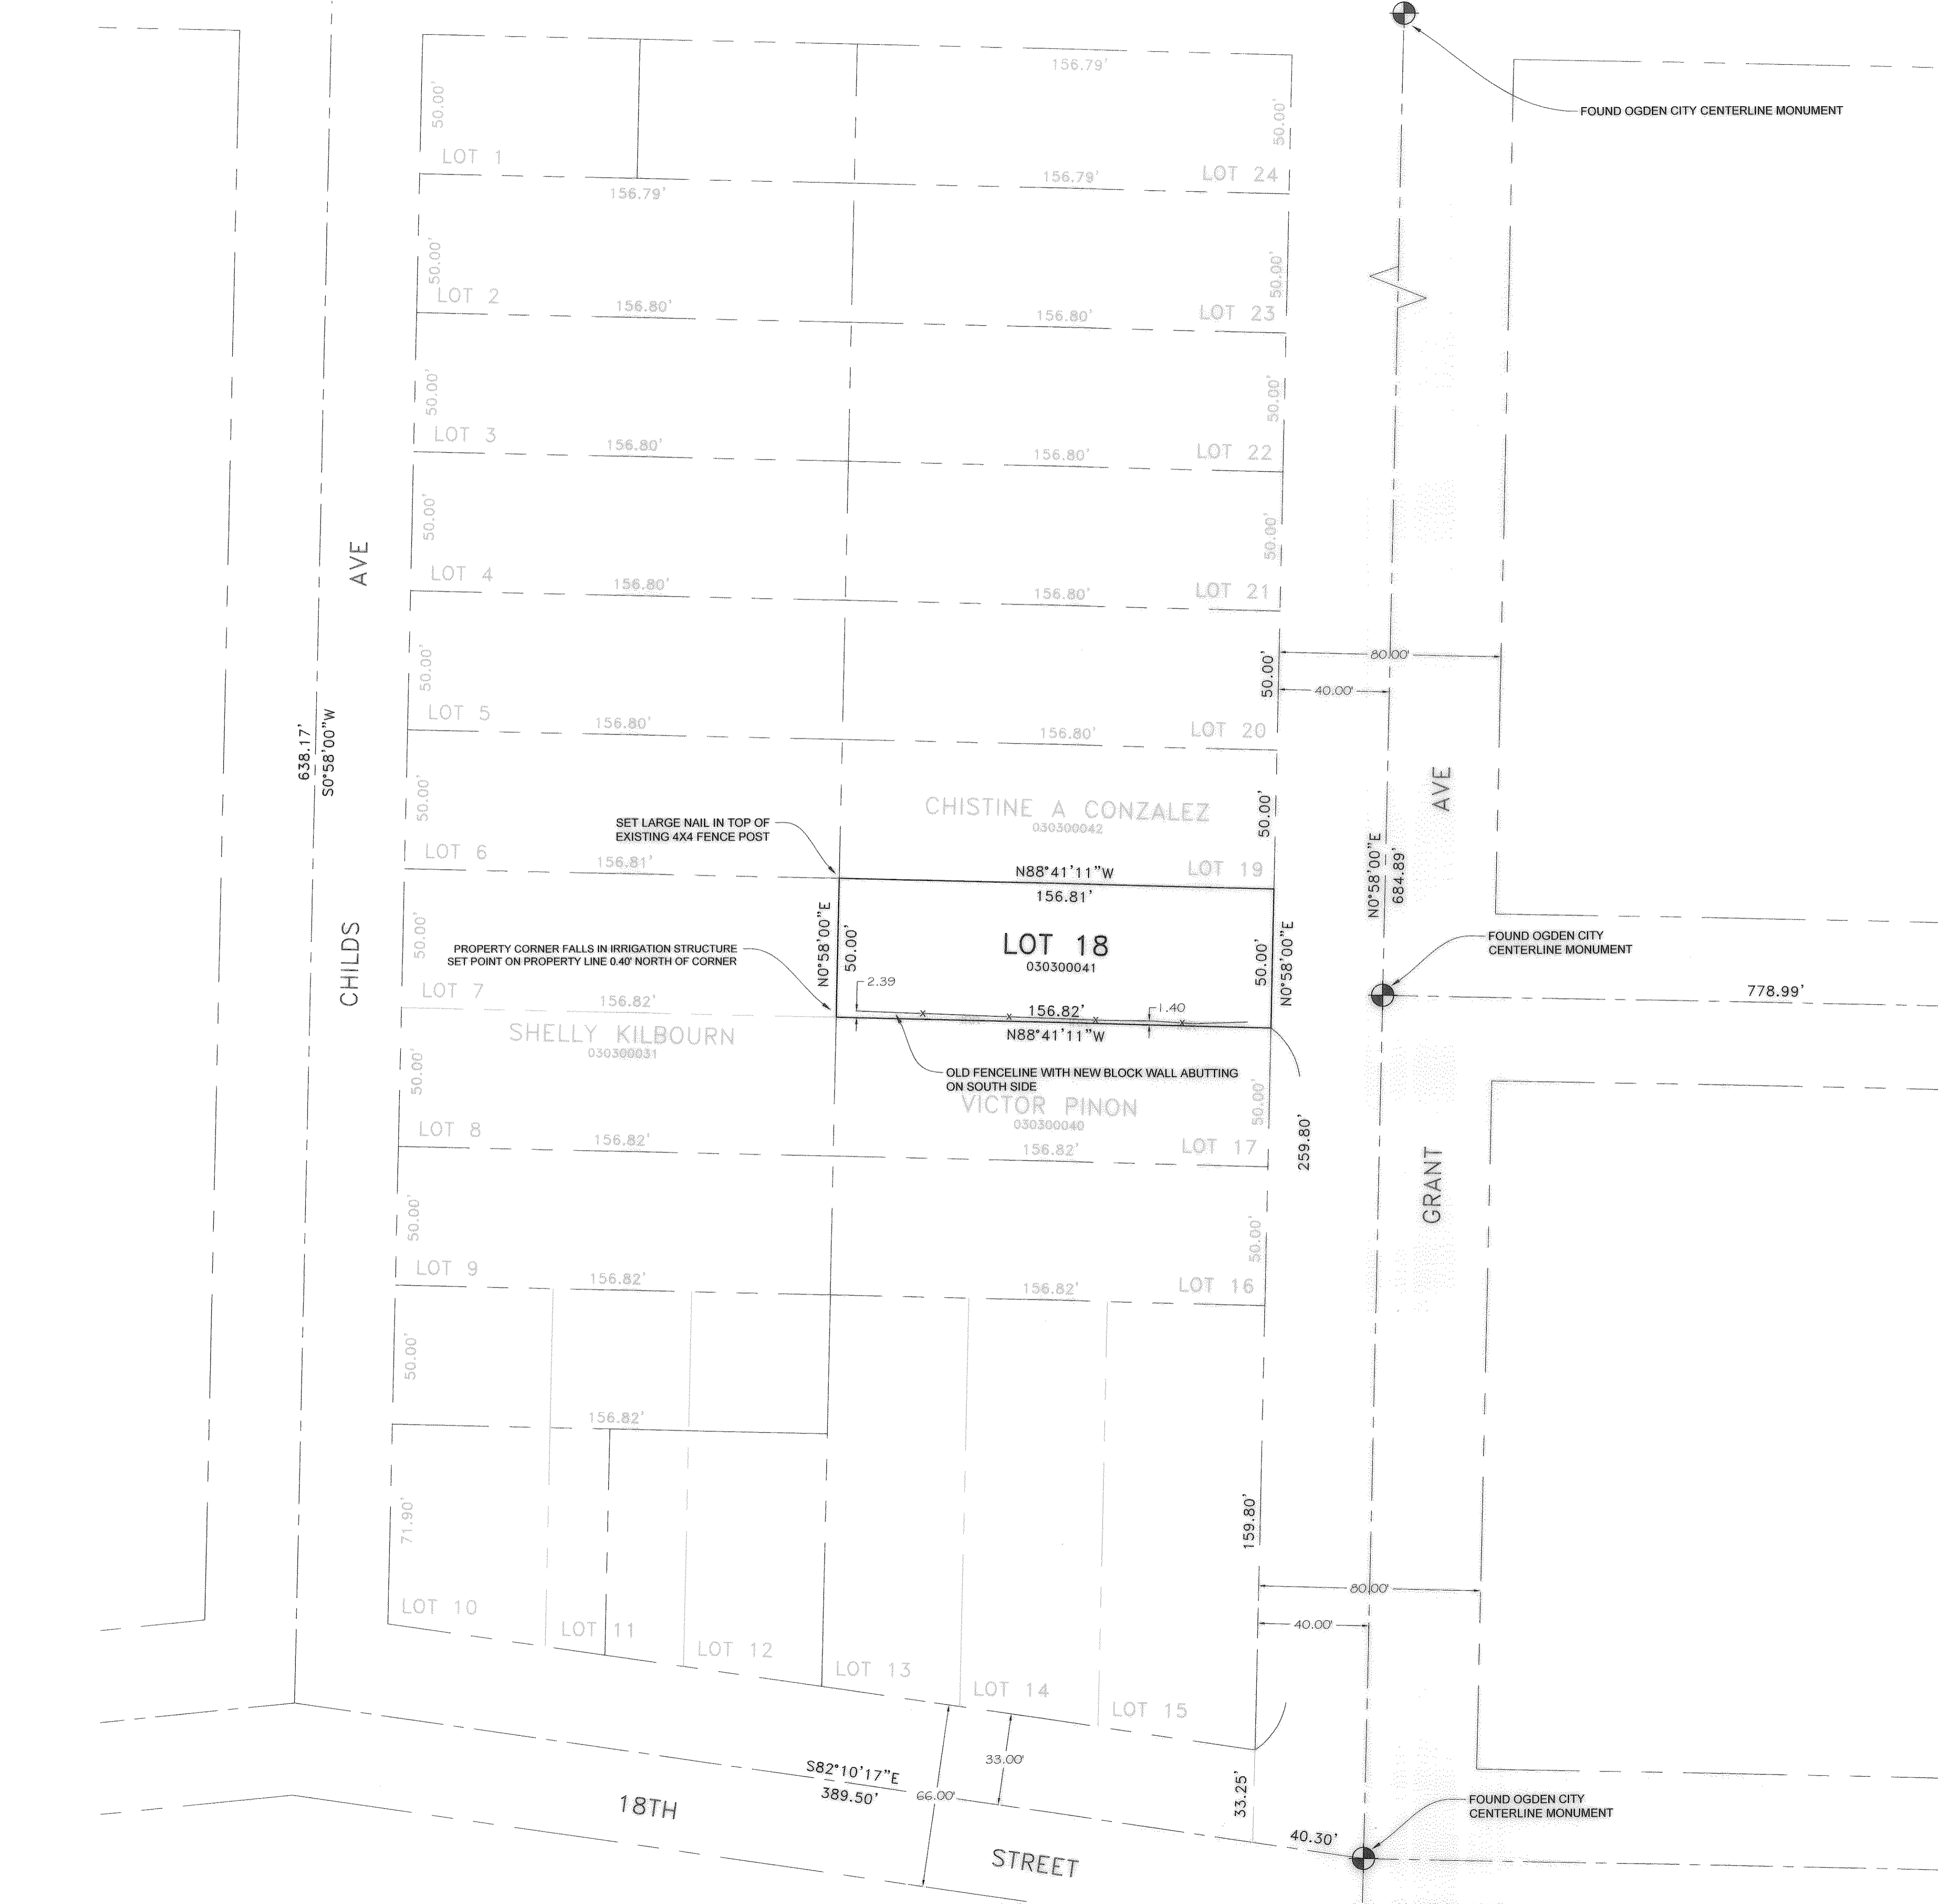 FOUND OGDEN CITY CENTERLINE MONUMENT
156.79'
50.00'
50.00'
LOT 1
156.79'
LOT 24
156.79'
50.00'
50.00'
LOT 2
156.80'
156.80'
LOT 23
50.00'
50.00'
LOT 3
156.80'
156.80'
LOT 22
50.00'
50.00'
LOT 4
156.80'
156.80'
LOT 21
50.00'
50.00'
80.00'
40.00'
LOT 5
156.80'
156.80'
LOT 20
CHILDS AVE
638.17'
S0°58'00"W
50.00'
50.00'
CHISTINE A CONZALEZ
030300042
SET LARGE NAIL IN TOP OF
EXISTING 4X4 FENCE POST
LOT 6
156.81'
LOT 19
N88°41'11"W
156.81'
N0°58'00"E
684.89'
GRANT AVE
50.00'
N0°58'00"E
50.00'
LOT 18
030300041
50.00'
N0°58'00"E
PROPERTY CORNER FALLS IN IRRIGATION STRUCTURE
SET POINT ON PROPERTY LINE 0.40' NORTH OF CORNER
FOUND OGDEN CITY
CENTERLINE MONUMENT
778.99'
LOT 7
156.82'
2.39
156.82'
1.40
X X X X
N88°41'11"W
SHELLY KILBOURN
030300031
50.00'
OLD FENCELINE WITH NEW BLOCK WALL ABUTTING
ON SOUTH SIDE
VICTOR PINON
030300040
50.00'
259.80'
LOT 8
156.82'
156.82'
LOT 17
50.00'
50.00'
LOT 9
156.82'
156.82'
LOT 16
50.00'
156.82'
71.90'
159.80'
80.00'
40.00'
LOT 10
LOT 11
LOT 12
LOT 13
LOT 14
LOT 15
33.00'
66.00'
S82°10'17"E
389.50'
33.25'
40.30'
FOUND OGDEN CITY
CENTERLINE MONUMENT
18TH STREET